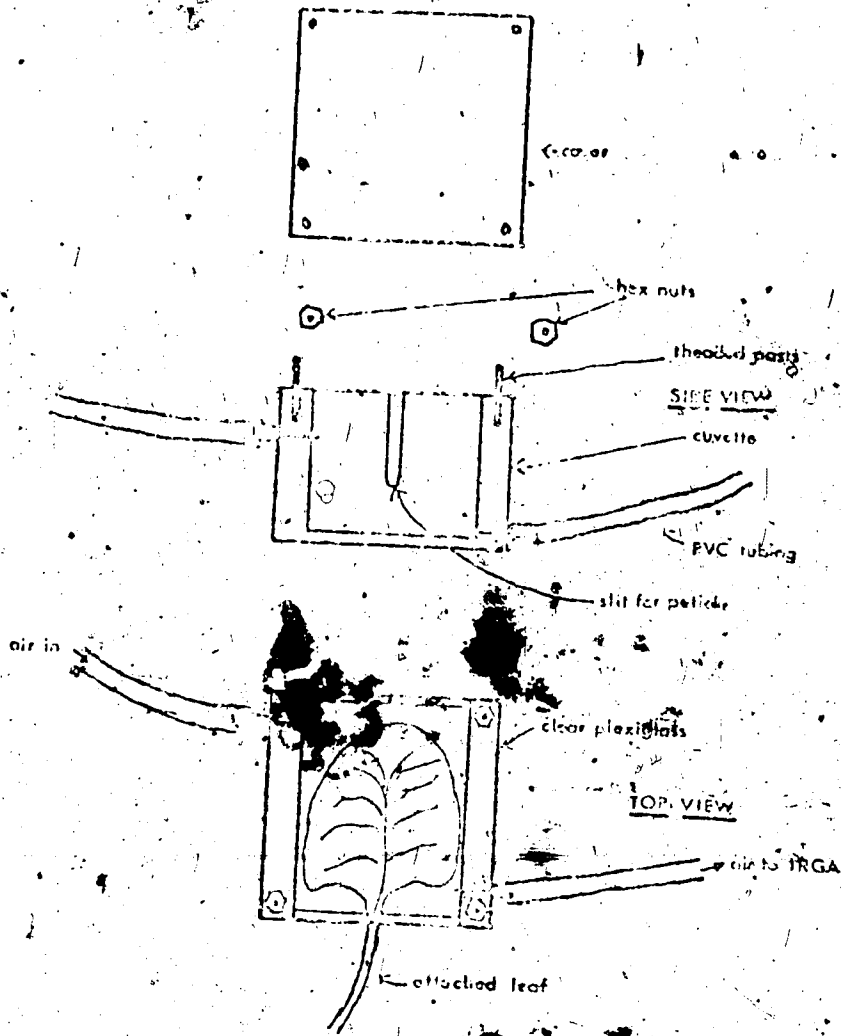 cover
hex nuts
theaded posts
SIDE VIEW
cuvette
PVC tubing
slit for petiole
air in
clear plexiglass
TOP VIEW
air to IRGA
attached leaf